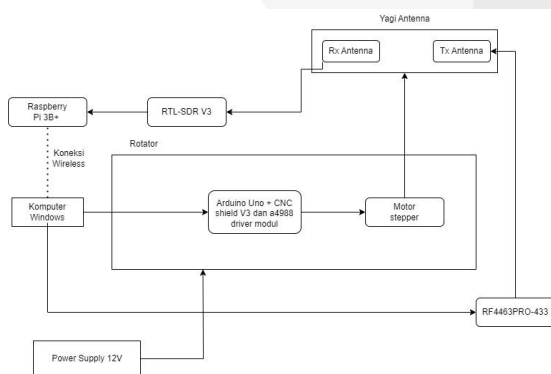 Yagi Antenna
Rx Antenna
Tx Antenna
Raspberry
Pi 3B+
RTL-SDR V3
Koneksi
Wireless
Rotator
Komputer
Windows
Arduino Uno + CNC
shield V3 dan a4988
driver modul
Motor
stepper
RF4463PRO-433
Power Supply 12V